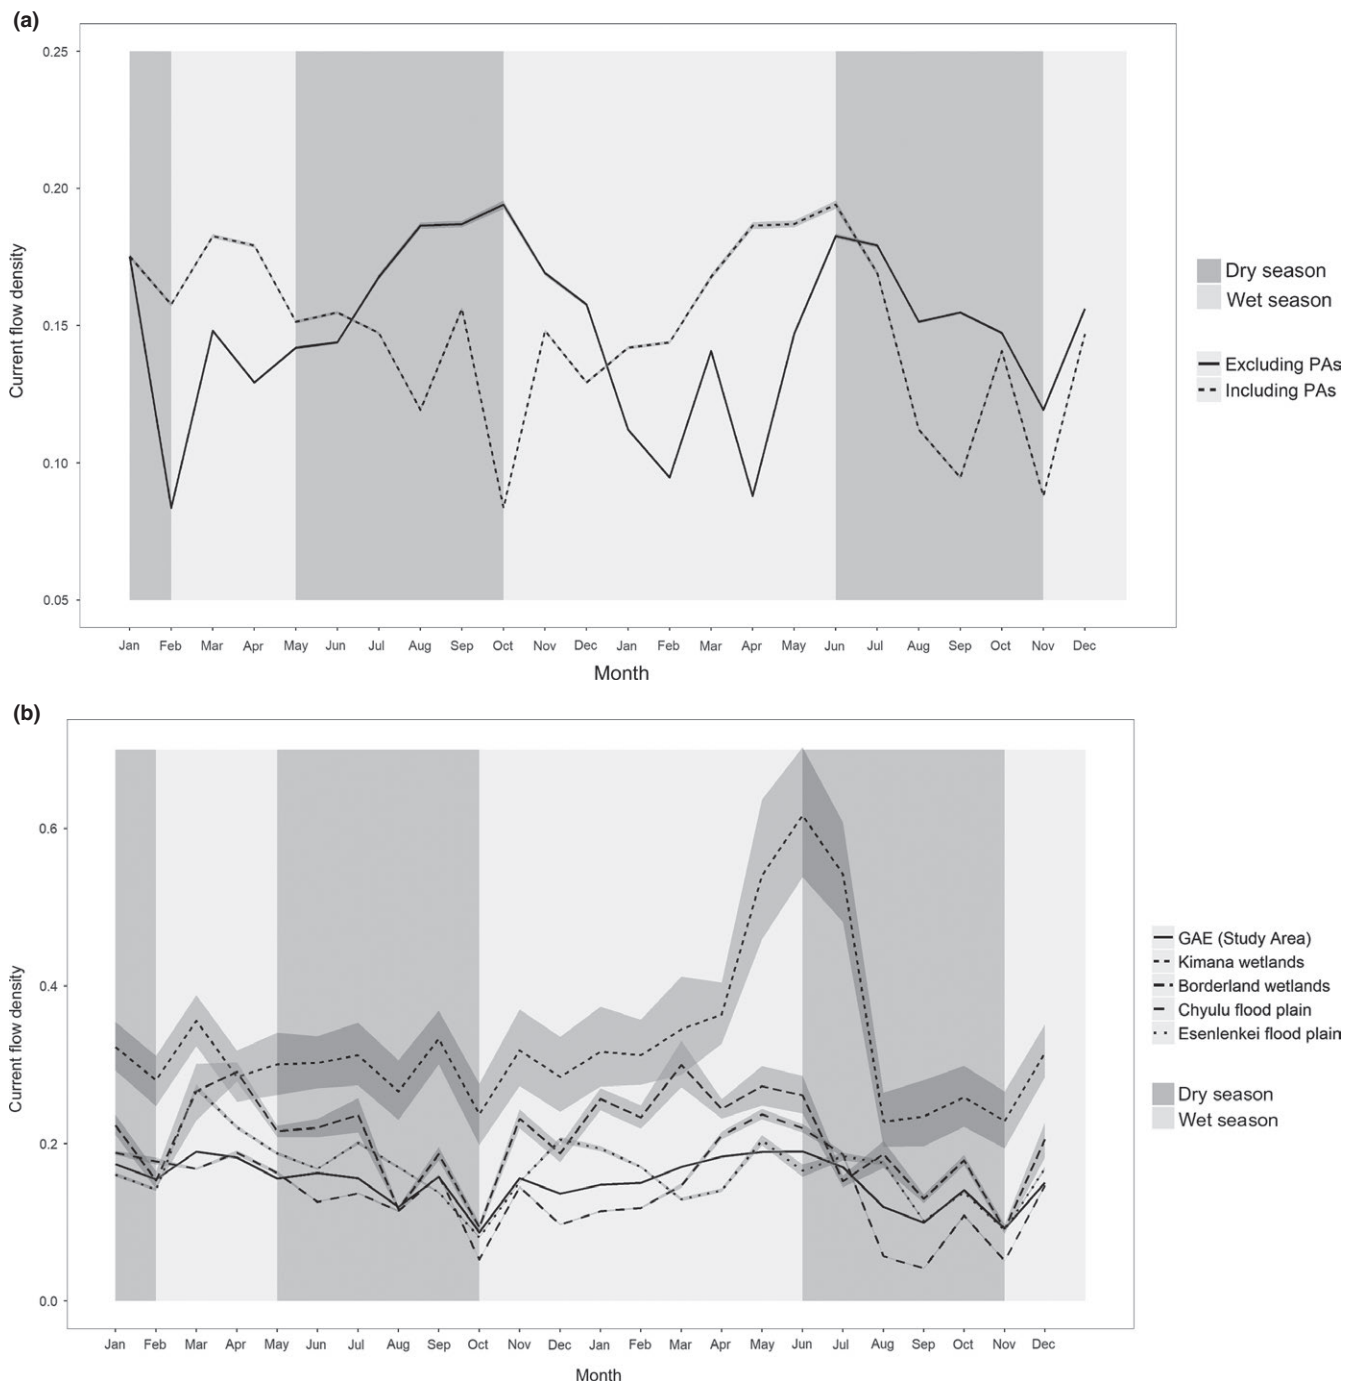 (a)
Current flow density
0.25
0.20
0.15
0.10
0.05
Jan Feb Mar Apr May Jun Jul Aug Sep Oct Nov Dec Jan Feb Mar Apr May Jun Jul Aug Sep Oct Nov Dec
Month
Dry season
Wet season
Excluding PAs
Including PAs
(b)
Current flow density
0.6
0.4
0.2
0.0
Jan Feb Mar Apr May Jun Jul Aug Sep Oct Nov Dec Jan Feb Mar Apr May Jun Jul Aug Sep Oct Nov Dec
Month
GAE (Study Area)
Kimana wetlands
Borderland wetlands
Chyulu flood plain
Esenlenkei flood plain
Dry season
Wet season